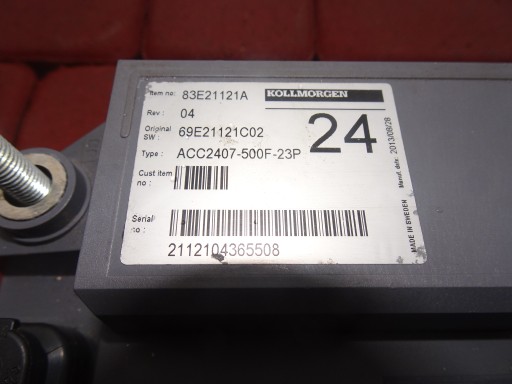 Item no: 83E21121A
KOLLMORGEN
Rev: 04
Original SW: 69E21121C02
24
Type: ACC2407-500F-23P
Cust Item no:
Serial no:
2112104365508
MADE IN SWEDEN Manuf. date: 2013/08/28